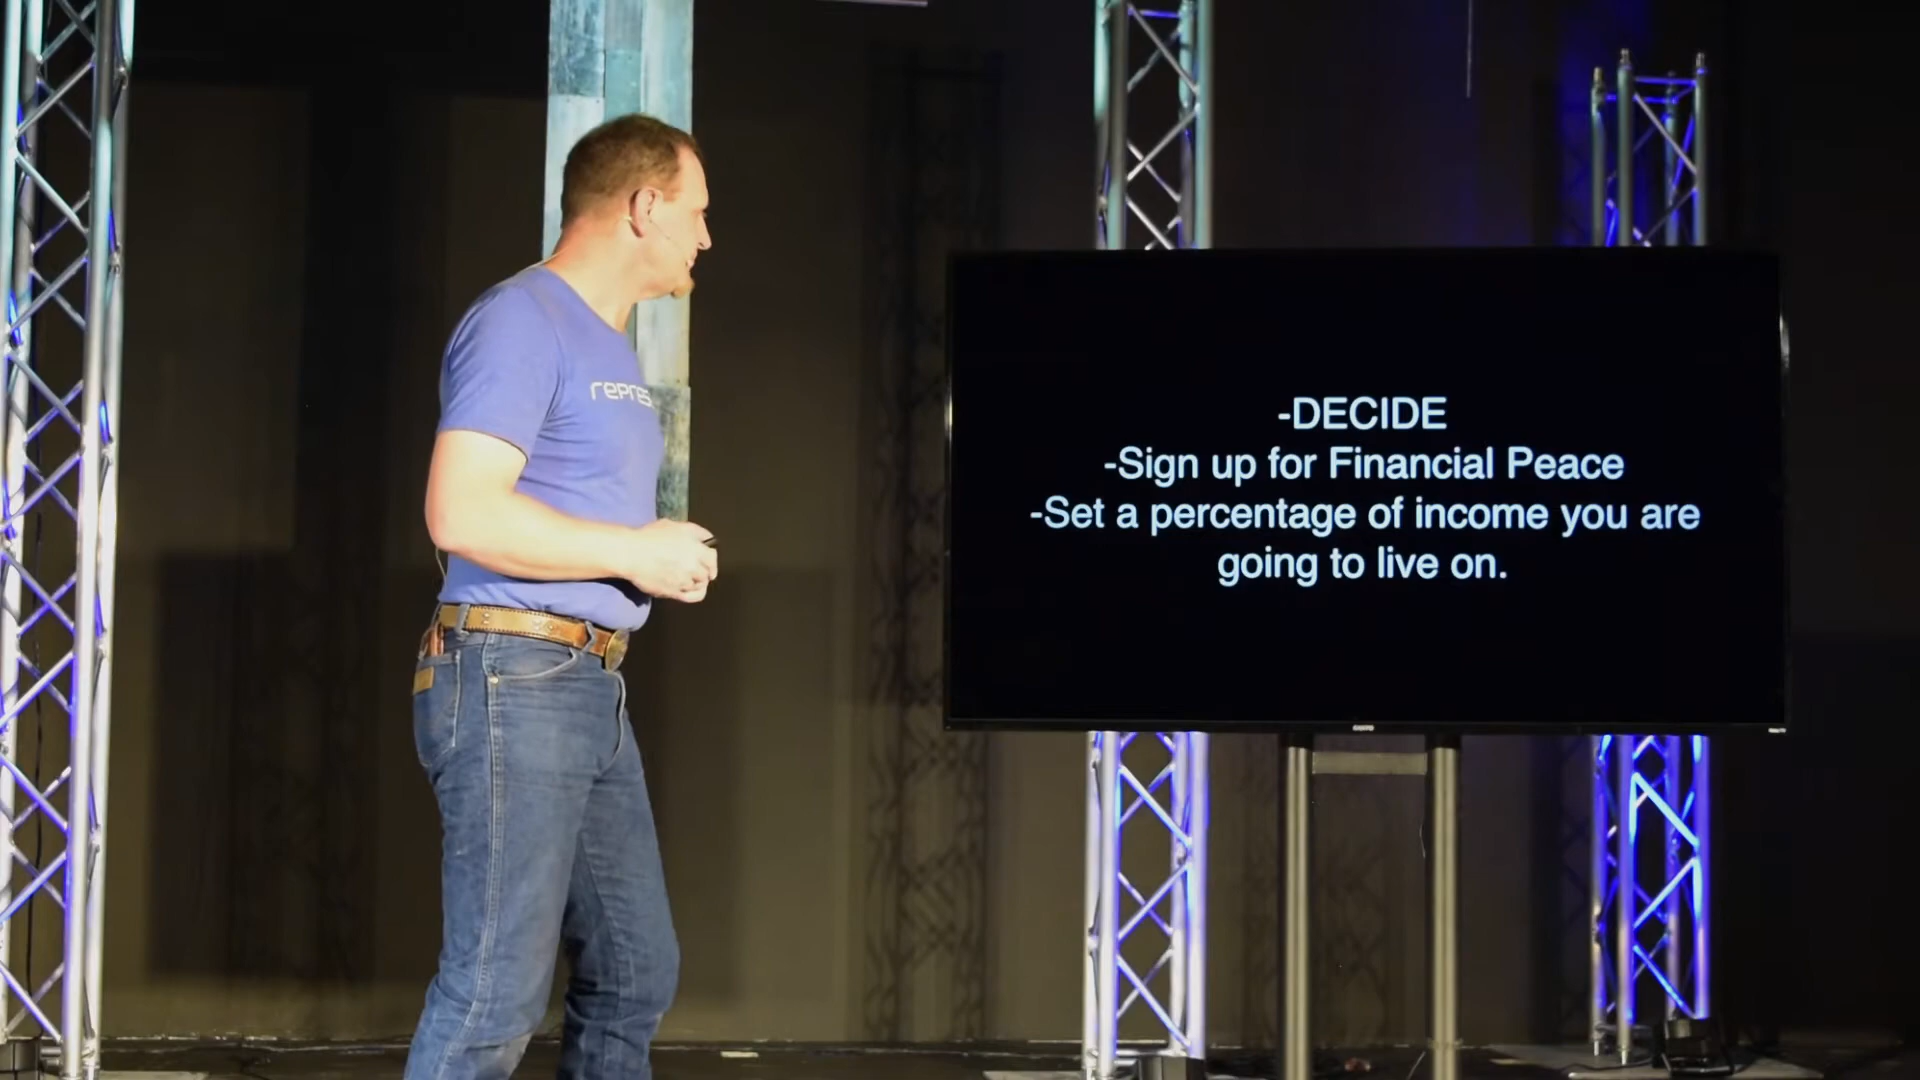 -DECIDE
-Sign up for Financial Peace
-Set a percentage of income you are
going to live on.